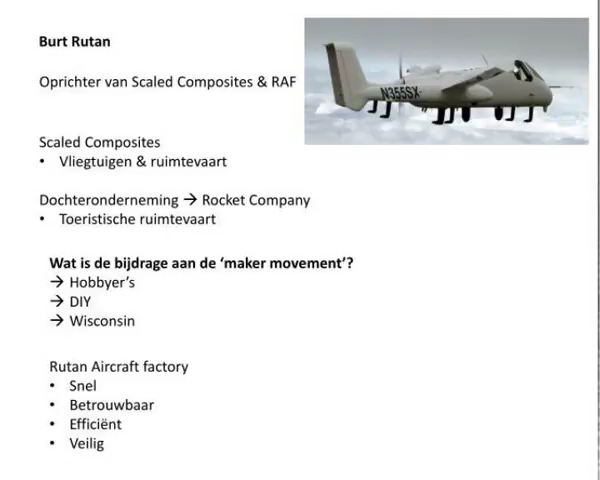 Burt Rutan
Oprichter van Scaled Composites & RAF
N355SX
Scaled Composites
• Vliegtuigen & ruimtevaart
Dochteronderneming → Rocket Company
• Toeristische ruimtevaart
Wat is de bijdrage aan de ‘maker movement’?
→ Hobbyer’s
→ DIY
→ Wisconsin
Rutan Aircraft factory
• Snel
• Betrouwbaar
• Efficiënt
• Veilig